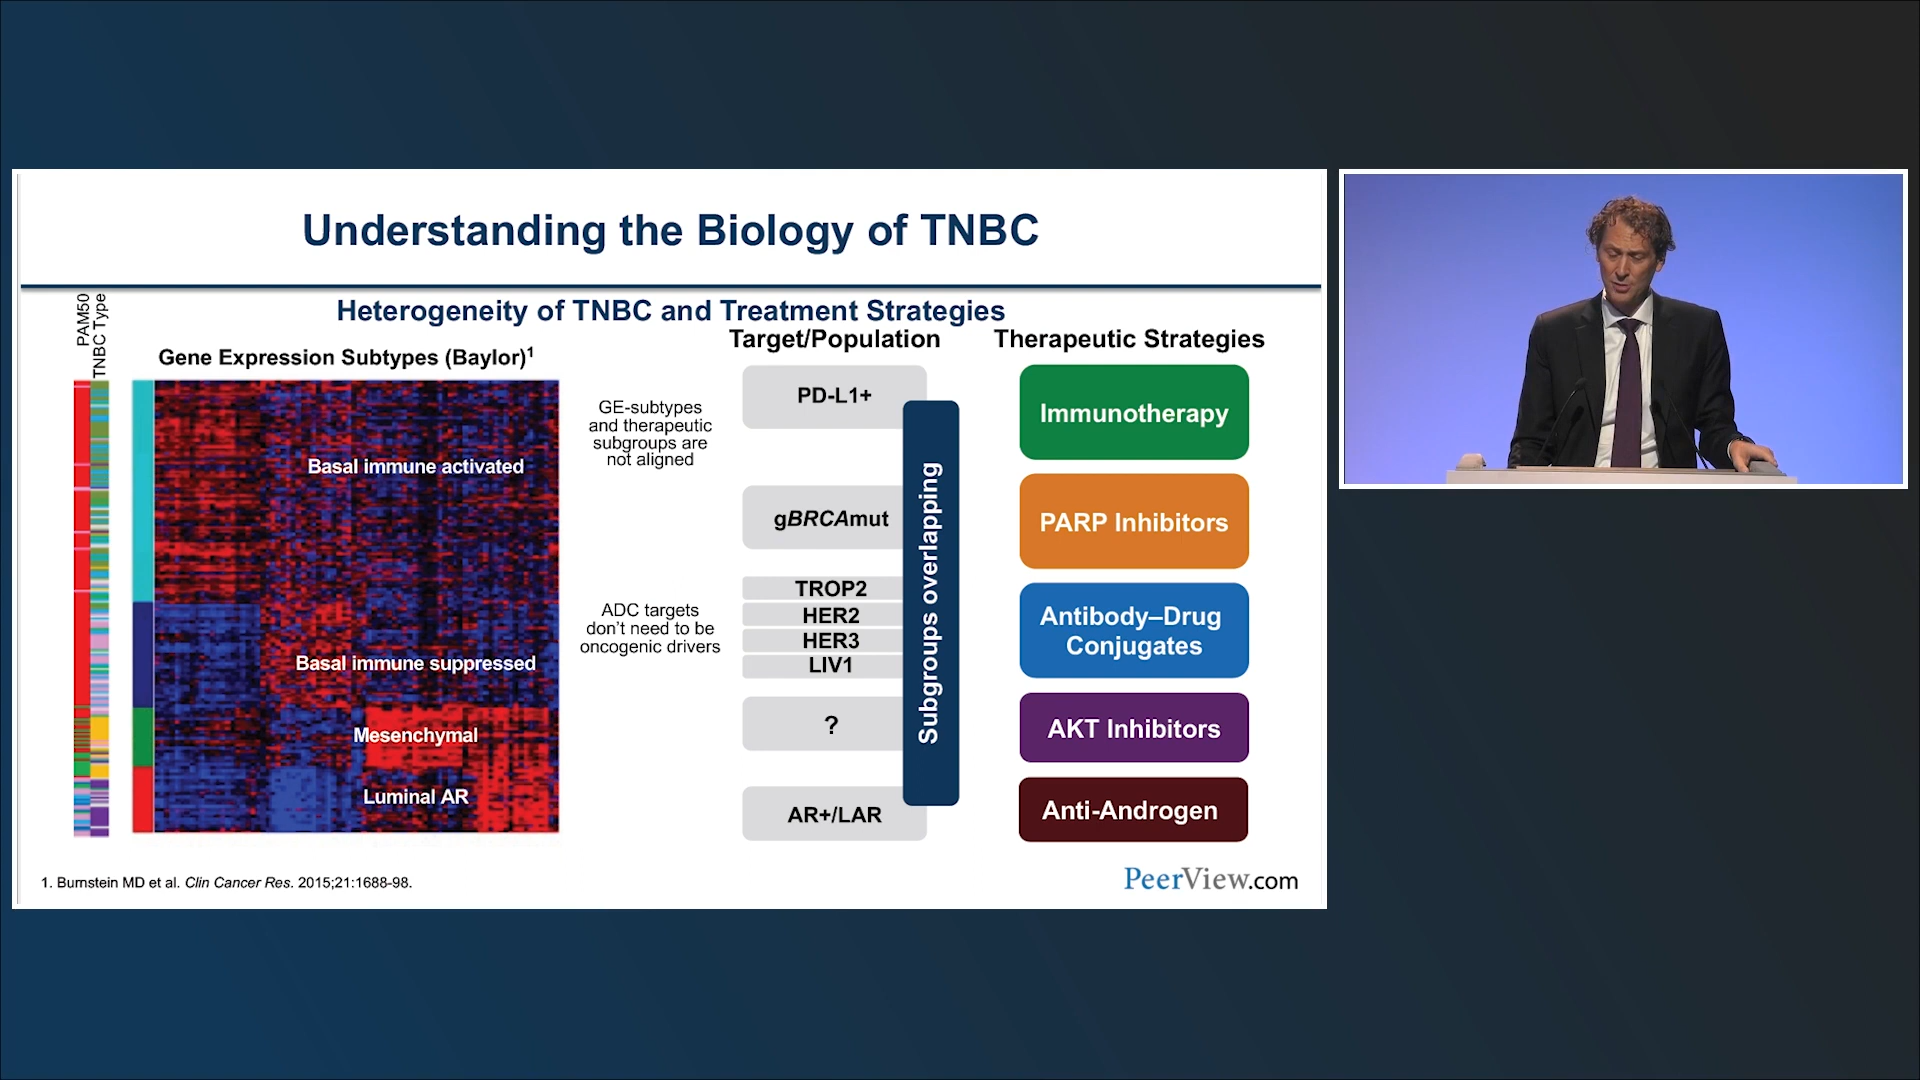 Understanding the Biology of TNBC
Heterogeneity of TNBC and Treatment Strategies
PAM50
TNBC Type
Gene Expression Subtypes (Baylor)1
Basal immune activated
Basal immune suppressed
Mesenchymal
Luminal AR
GE-subtypes
and therapeutic
subgroups are
not aligned
ADC targets
don't need to be
oncogenic drivers
Target/Population
PD-L1+
gBRCAmut
TROP2
HER2
HER3
LIV1
?
AR+/LAR
Subgroups overlapping
Therapeutic Strategies
Immunotherapy
PARP Inhibitors
Antibody–Drug
Conjugates
AKT Inhibitors
Anti-Androgen
1. Burnstein MD et al. Clin Cancer Res. 2015;21:1688-98.
PeerView.com